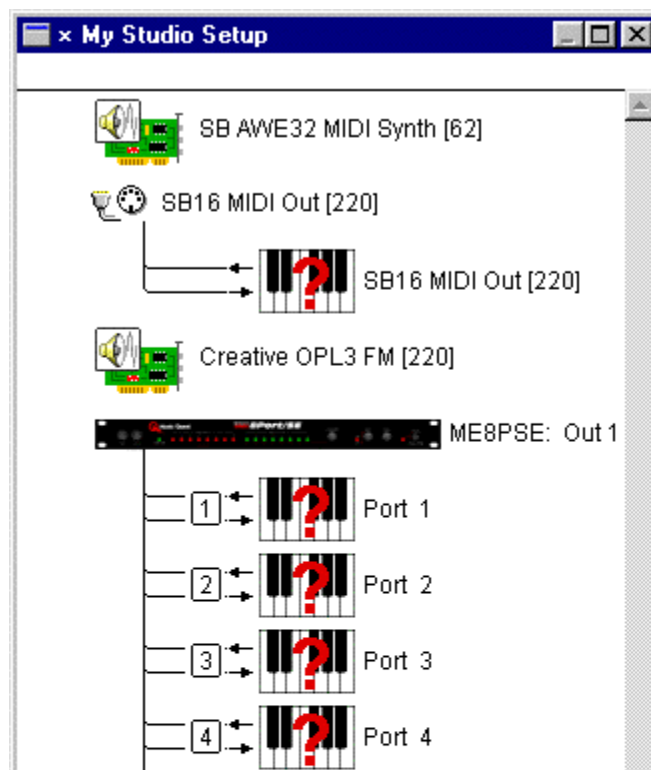 × My Studio Setup
SB AWE32 MIDI Synth [62]
SB16 MIDI Out [220]
SB16 MIDI Out [220]
Creative OPL3 FM [220]
ME8PSE: Out 1
1 Port 1
2 Port 2
3 Port 3
4 Port 4